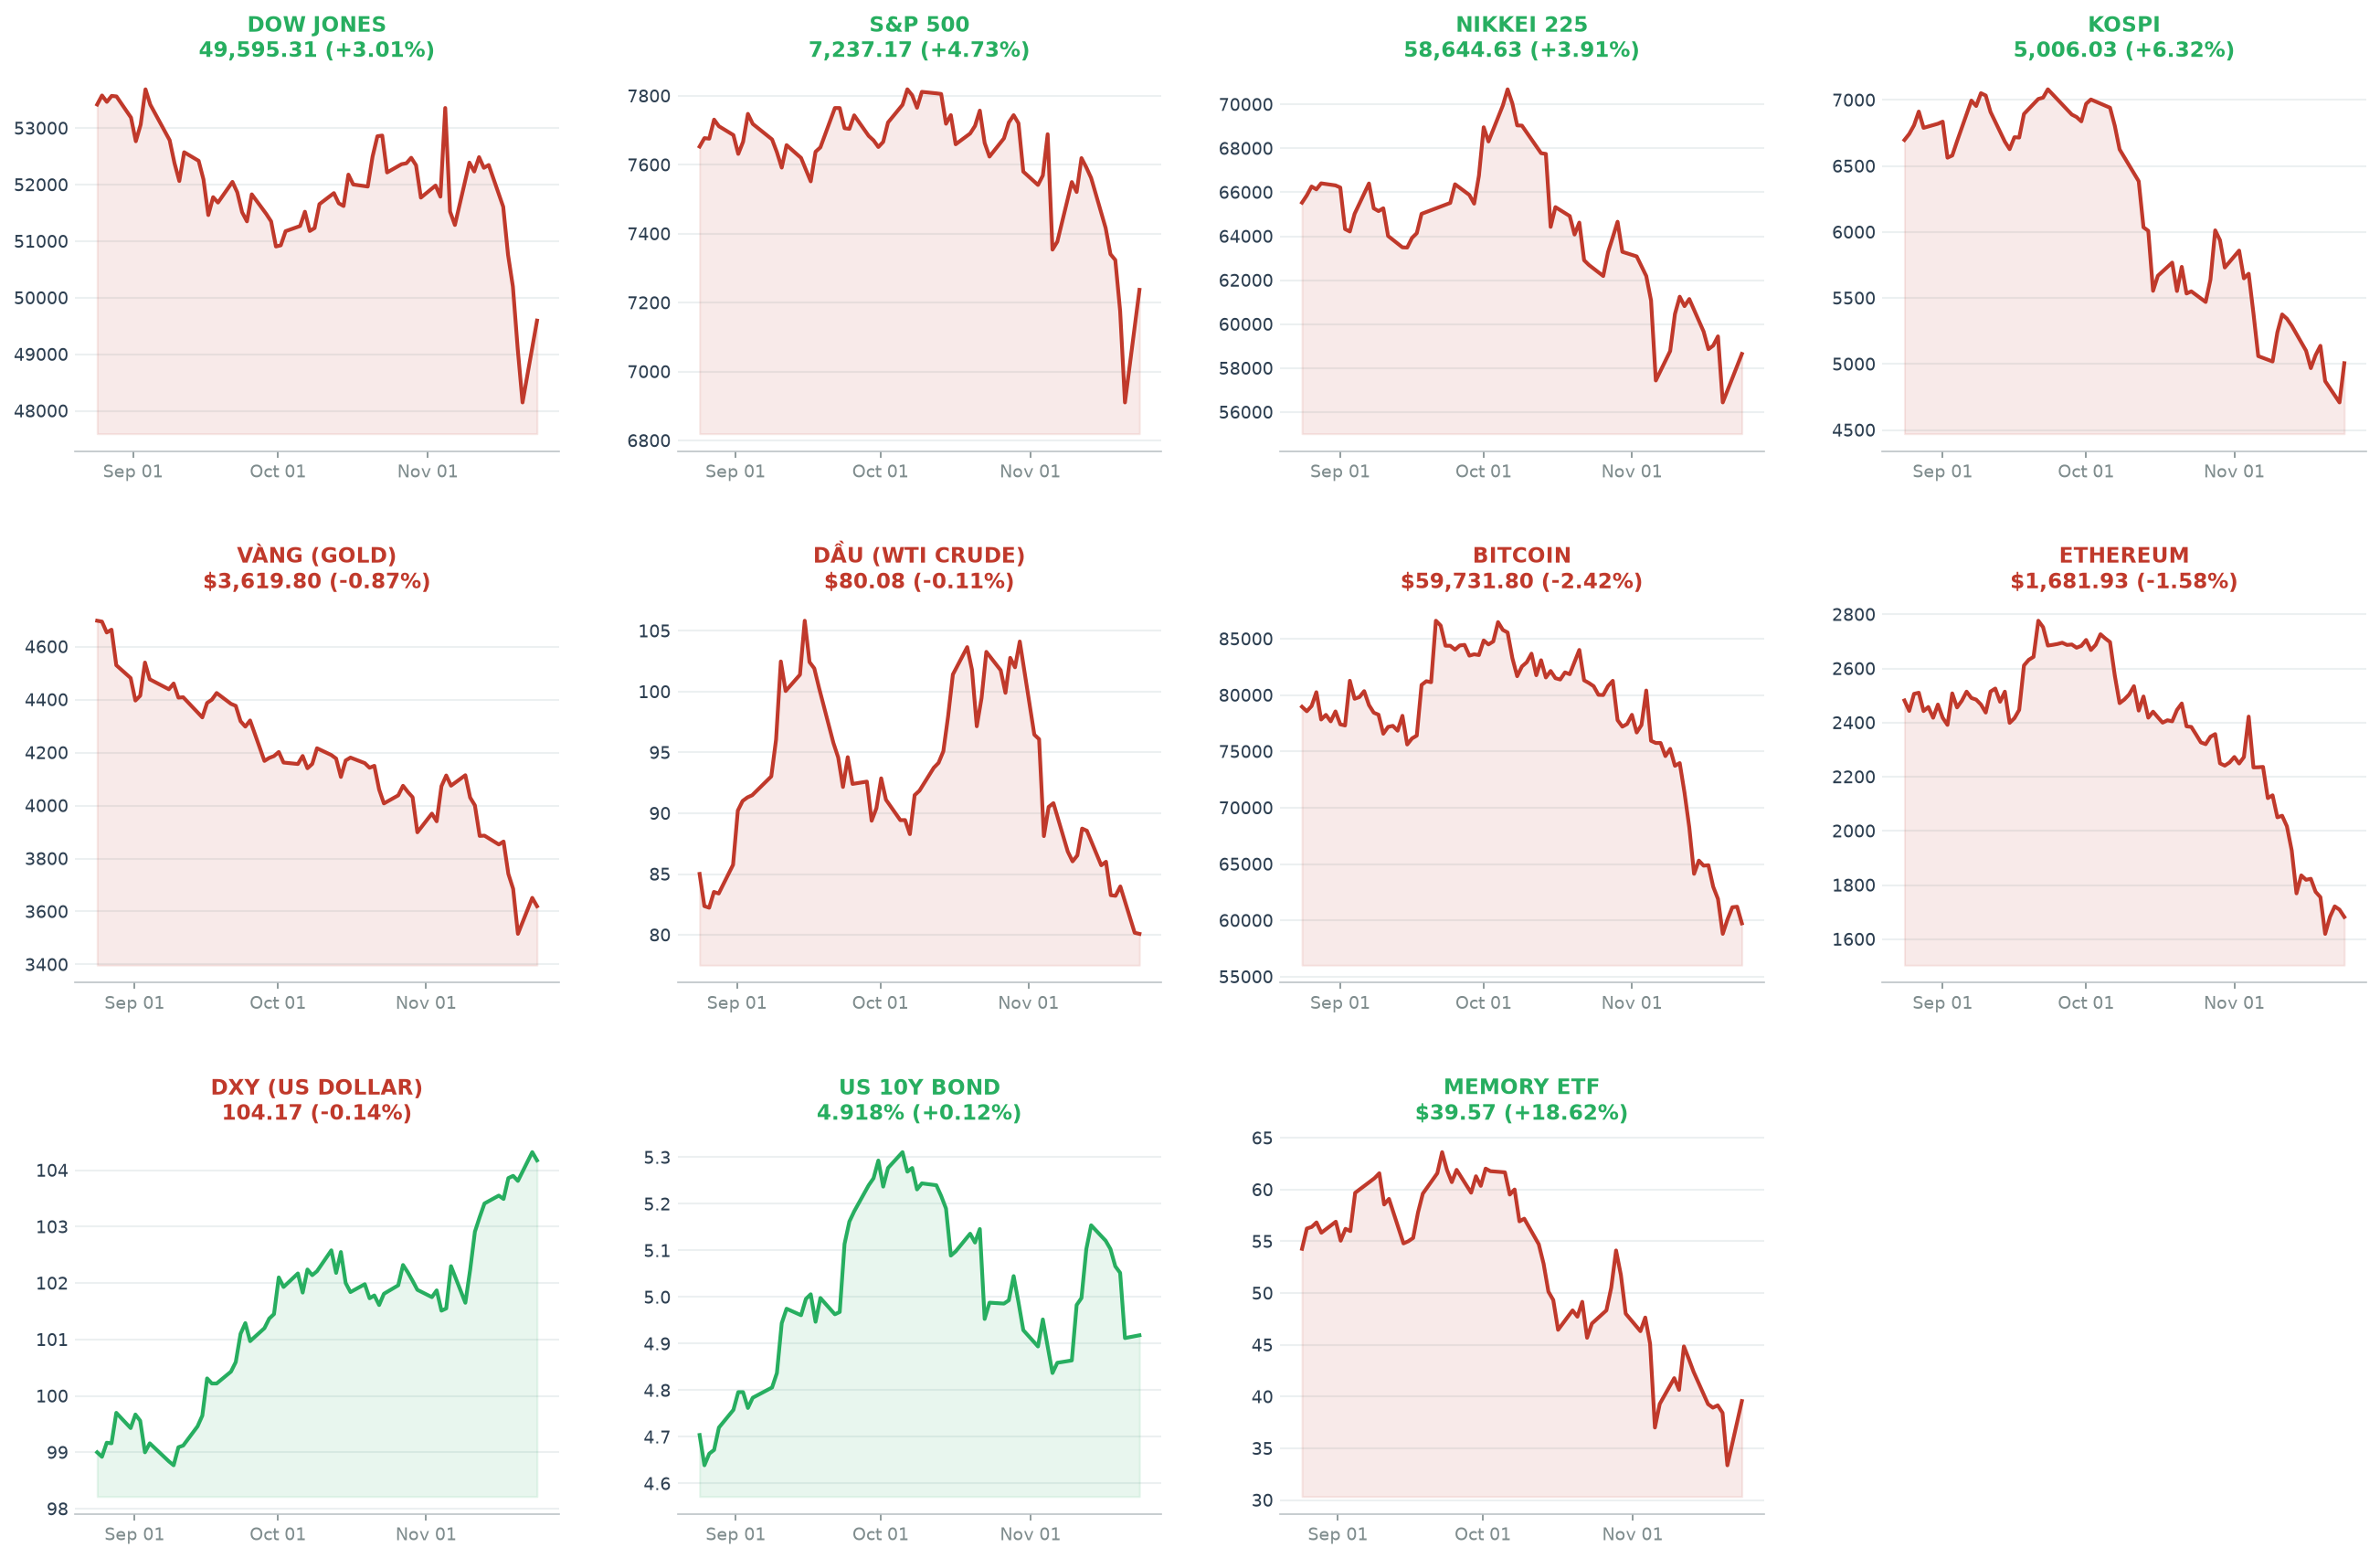 DOW JONES
49,595.31 (+3.01%)
53000
52000
51000
50000
49000
48000
Sep 01
Oct 01
Nov 01
S&P 500
7,237.17 (+4.73%)
7800
7600
7400
7200
7000
6800
Sep 01
Oct 01
Nov 01
NIKKEI 225
58,644.63 (+3.91%)
70000
68000
66000
64000
62000
60000
58000
56000
Sep 01
Oct 01
Nov 01
KOSPI
5,006.03 (+6.32%)
7000
6500
6000
5500
5000
4500
Sep 01
Oct 01
Nov 01
VÀNG (GOLD)
$3,619.80 (-0.87%)
4600
4400
4200
4000
3800
3600
3400
Sep 01
Oct 01
Nov 01
DẦU (WTI CRUDE)
$80.08 (-0.11%)
105
100
95
90
85
80
Sep 01
Oct 01
Nov 01
BITCOIN
$59,731.80 (-2.42%)
85000
80000
75000
70000
65000
60000
55000
Sep 01
Oct 01
Nov 01
ETHEREUM
$1,681.93 (-1.58%)
2800
2600
2400
2200
2000
1800
1600
Sep 01
Oct 01
Nov 01
DXY (US DOLLAR)
104.17 (-0.14%)
104
103
102
101
100
99
98
Sep 01
Oct 01
Nov 01
US 10Y BOND
4.918% (+0.12%)
5.3
5.2
5.1
5.0
4.9
4.8
4.7
4.6
Sep 01
Oct 01
Nov 01
MEMORY ETF
$39.57 (+18.62%)
65
60
55
50
45
40
35
30
Sep 01
Oct 01
Nov 01